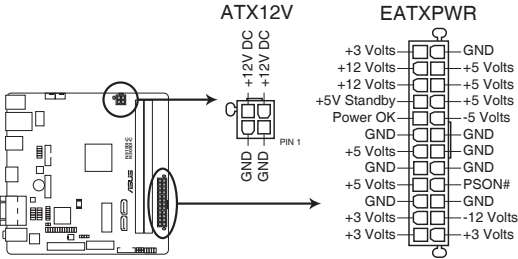 ATX12V
EATXPWR
+12V DC
+12V DC
GND
GND
PIN 1
+3 Volts GND
+12 Volts +5 Volts
+12 Volts +5 Volts
+5V Standby +5 Volts
Power OK -5 Volts
GND GND
+5 Volts GND
GND GND
+5 Volts PSON#
GND GND
+3 Volts -12 Volts
+3 Volts +3 Volts